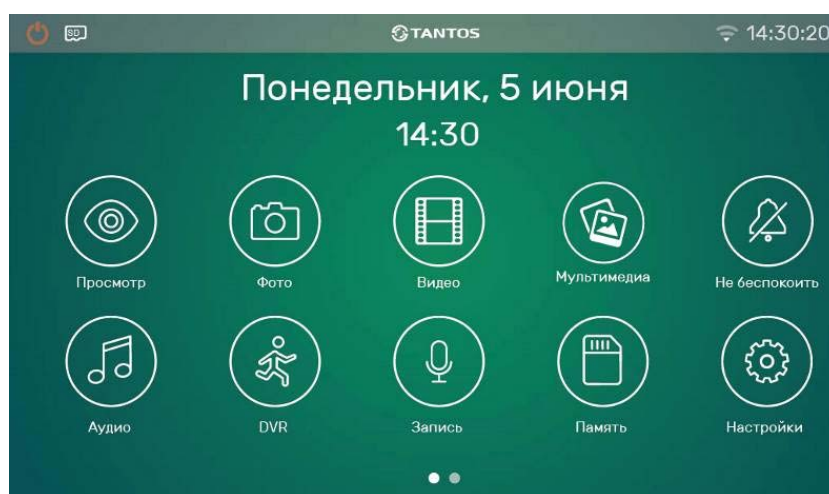 SD TANTOS 14:30:20
Понедельник, 5 июня
14:30
Просмотр Фото Видео Мультимедиа Не беспокоить
Аудио DVR Запись Память Настройки